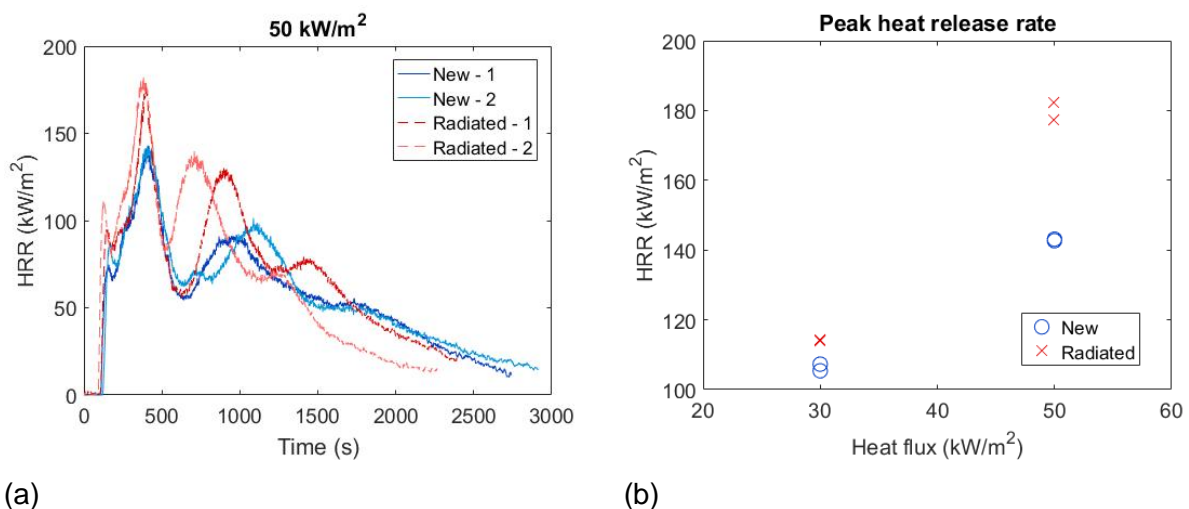 50 kW/m²
200
150
100
50
0
HRR (kW/m²)
0 500 1000 1500 2000 2500 3000
Time (s)
New - 1
New - 2
Radiated - 1
Radiated - 2
(a)
Peak heat release rate
200
180
160
140
120
100
HRR (kW/m²)
20 30 40 50 60
Heat flux (kW/m²)
New
Radiated
(b)